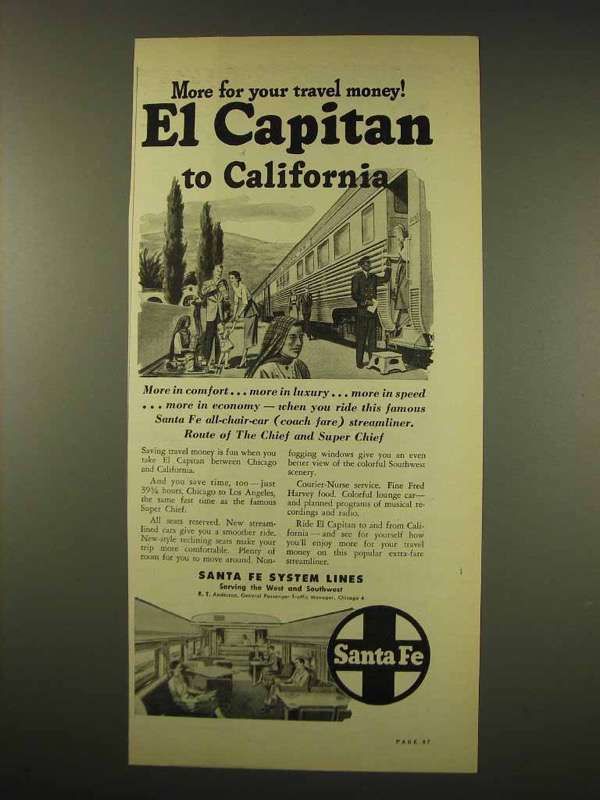 More for your travel money!
El Capitan
to California
More in comfort... more in luxury... more in speed
... more in economy — when you ride this famous
Santa Fe all-chair-car (coach fare) streamliner.
Route of The Chief and Super Chief
Saving travel money is fun when you
take El Capitan between Chicago
and California.
And you save time, too — just
39¾ hours, Chicago to Los Angeles,
the same fast time as the famous
Super Chief.
All seats reserved. New stream-
lined cars give you a smoother ride.
New-style reclining seats make your
trip more comfortable. Plenty of
room for you to move around. Non-
fogging windows give you an even
better view of the colorful Southwest
scenery.
Courier-Nurse service. Fine Fred
Harvey food. Colorful lounge car—
and planned programs of musical re-
cordings and radio.
Ride El Capitan to and from Cali-
fornia — and see for yourself how
you'll enjoy more for your travel
money on this popular extra-fare
streamliner.
SANTA FE SYSTEM LINES
Serving the West and Southwest
R. T. Anderson, General Passenger Traffic Manager, Chicago 4
Santa Fe
PAGE 97